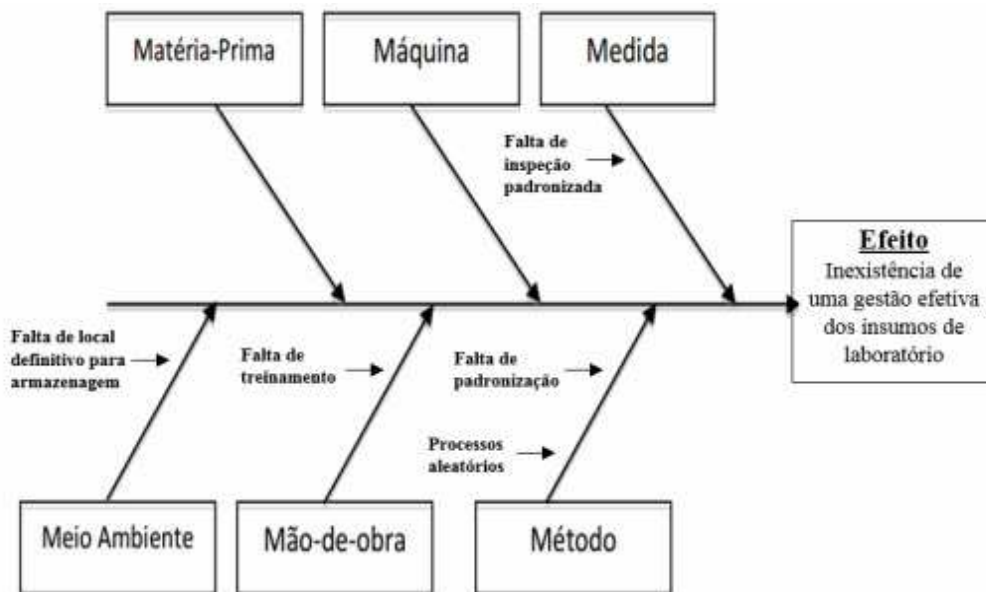 Matéria-Prima
Máquina
Medida
Falta de
inspeção
padronizada
Efeito
Inexistência de
uma gestão efetiva
dos insumos de
laboratório
Falta de local
definitivo para
armazenagem
Falta de
treinamento
Falta de
padronização
Processos
aleatórios
Meio Ambiente
Mão-de-obra
Método